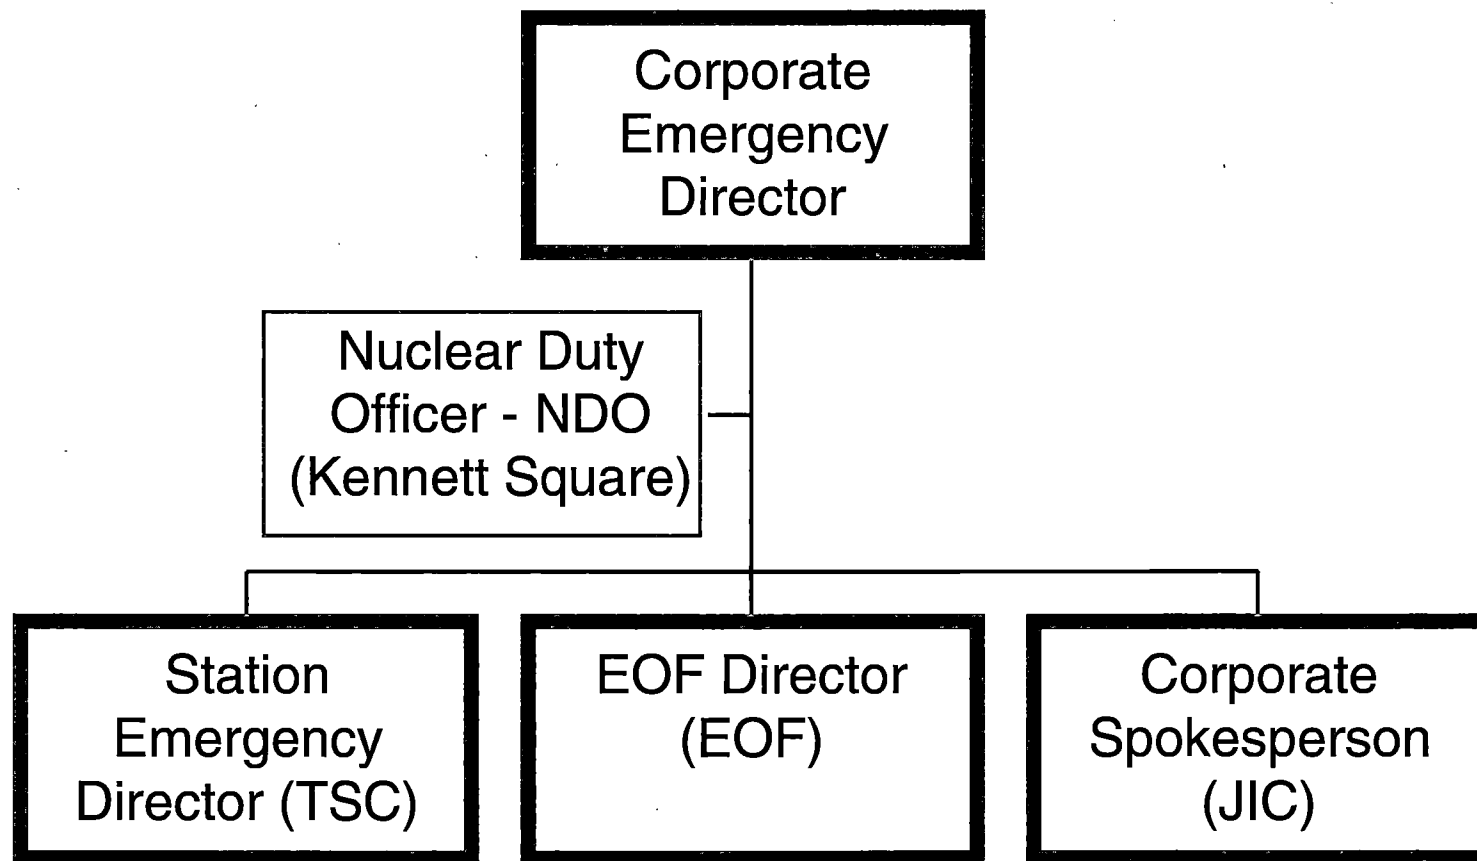 Corporate
Emergency
Director
Nuclear Duty
Officer - NDO
(Kennett Square)
Station
Emergency
Director (TSC)
EOF Director
(EOF)
Corporate
Spokesperson
(JIC)